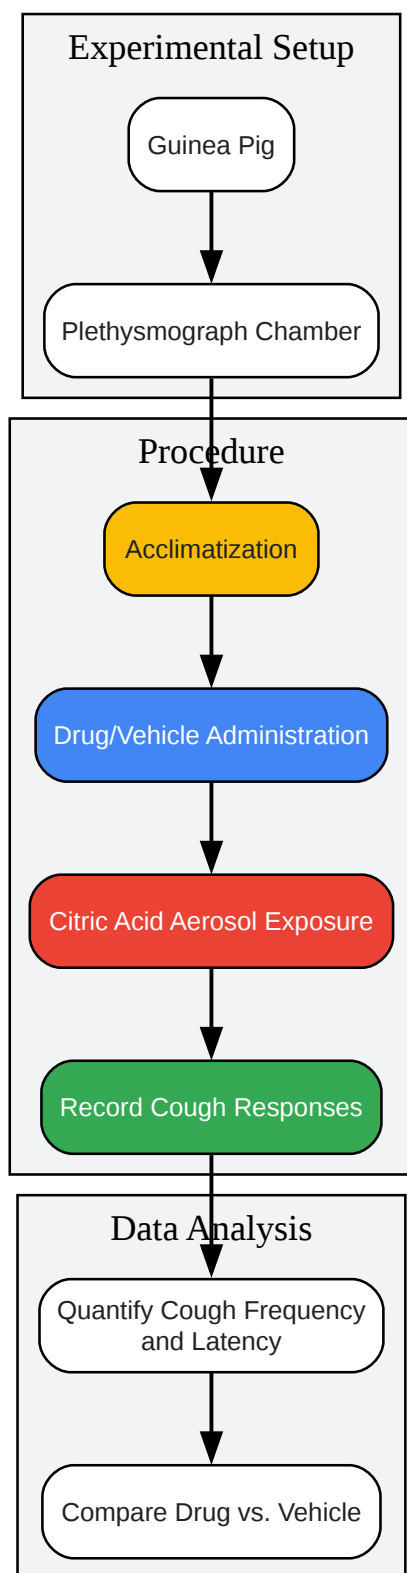 Experimental Setup
Guinea Pig
Plethysmograph Chamber
Procedure
Acclimatization
Drug/Vehicle Administration
Citric Acid Aerosol Exposure
Record Cough Responses
Data Analysis
Quantify Cough Frequency
and Latency
Compare Drug vs. Vehicle